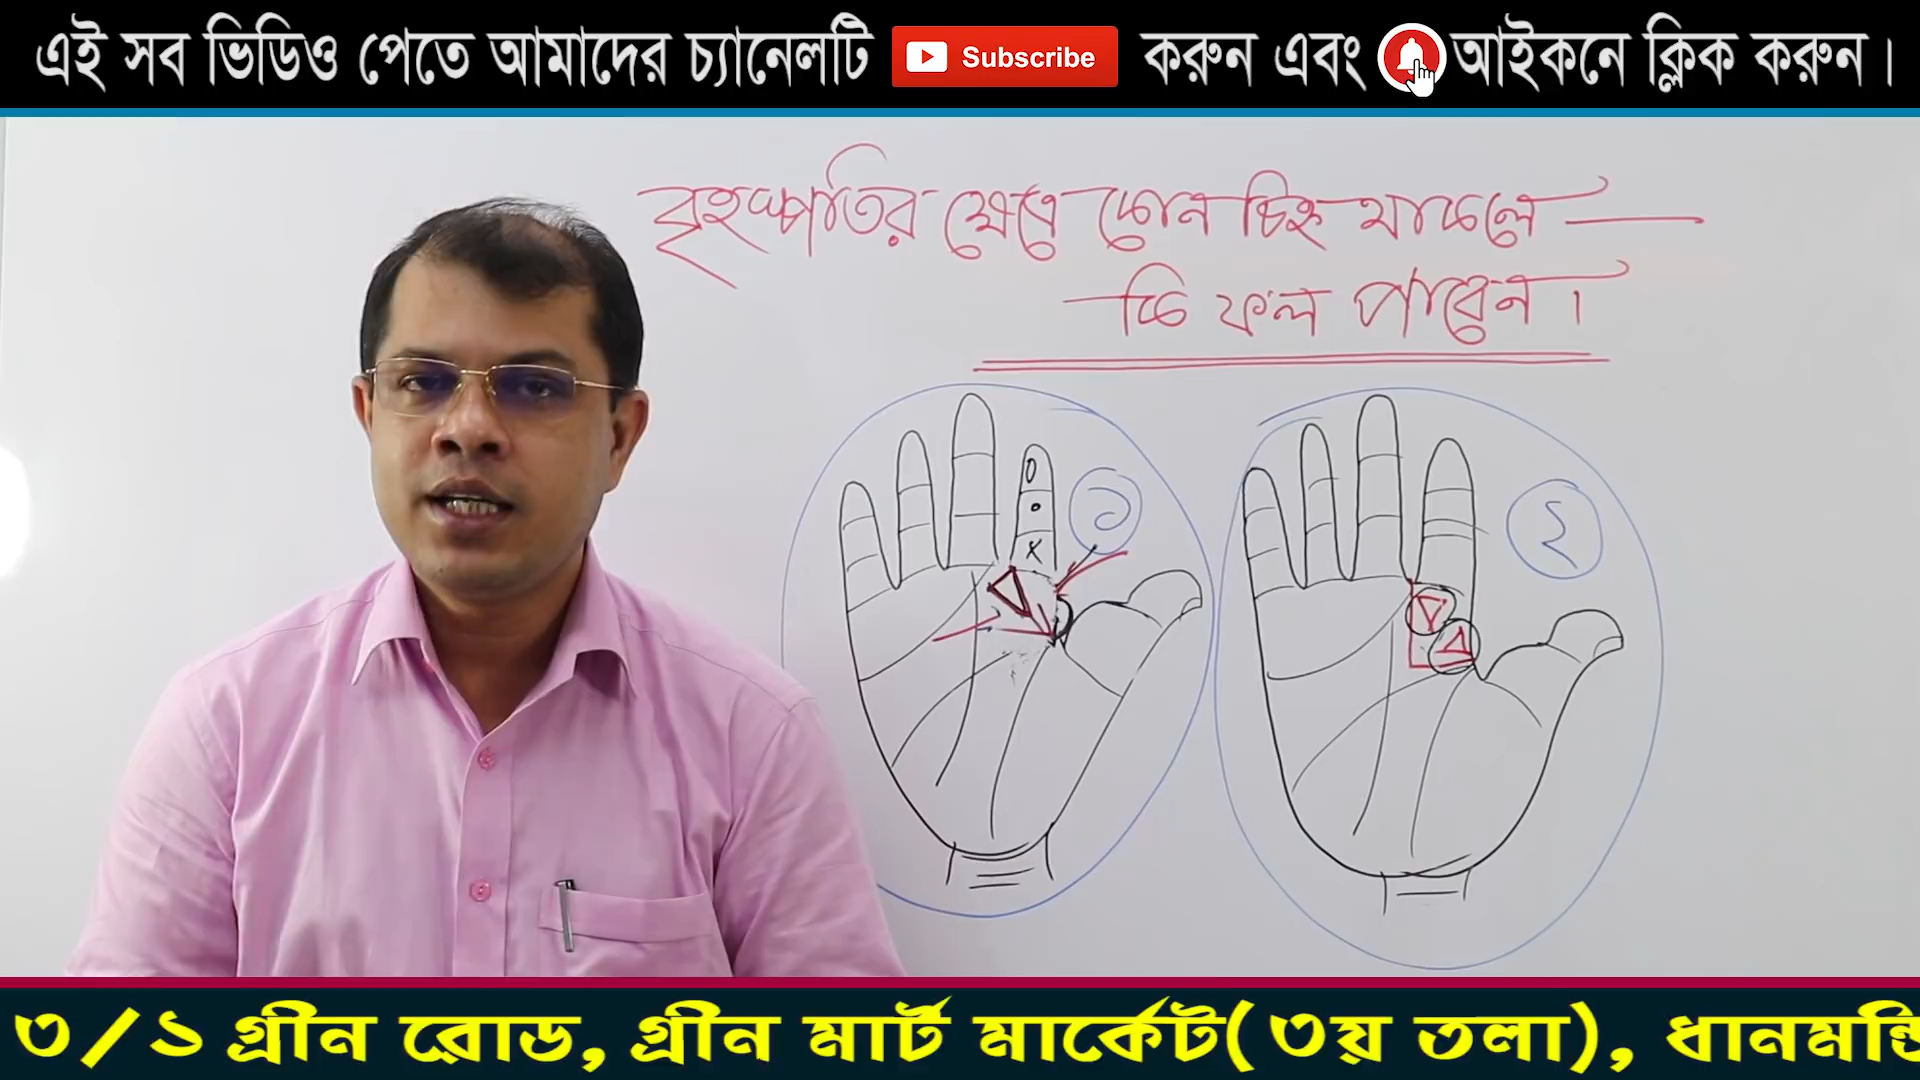 এই সব ভিডিও পেতে আমাদের চ্যানেলটি Subscribe করুন এবং আইকনে ক্লিক করুন।
বৃহস্পতির ক্ষেত্রে কোন চিহ্ন থাকলে
কি ফল পাবেন।
১
২
৩/১ গ্রীন রোড, গ্রীন মার্ট মার্কেট(৩য় তলা),